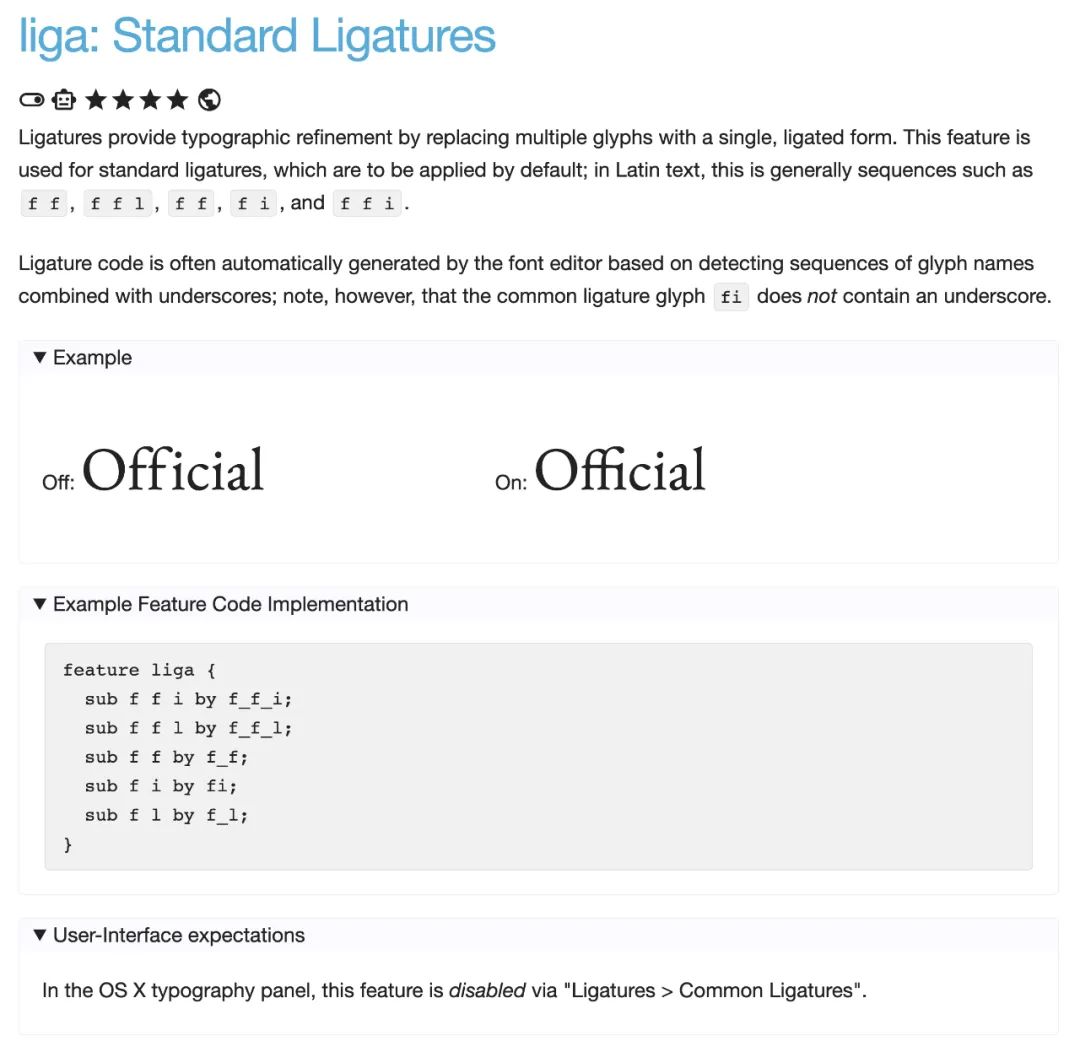 liga: Standard Ligatures
Ligatures provide typographic refinement by replacing multiple glyphs with a single, ligated form. This feature is
used for standard ligatures, which are to be applied by default; in Latin text, this is generally sequences such as
f f, f f l, f f, f i, and f f i.
Ligature code is often automatically generated by the font editor based on detecting sequences of glyph names
combined with underscores; note, however, that the common ligature glyph fi does not contain an underscore.
▼ Example
Off: Official On: Official
▼ Example Feature Code Implementation
feature liga {
  sub f f i by f_f_i;
  sub f f l by f_f_l;
  sub f f by f_f;
  sub f i by fi;
  sub f l by f_l;
}
▼ User-Interface expectations
In the OS X typography panel, this feature is disabled via "Ligatures > Common Ligatures".